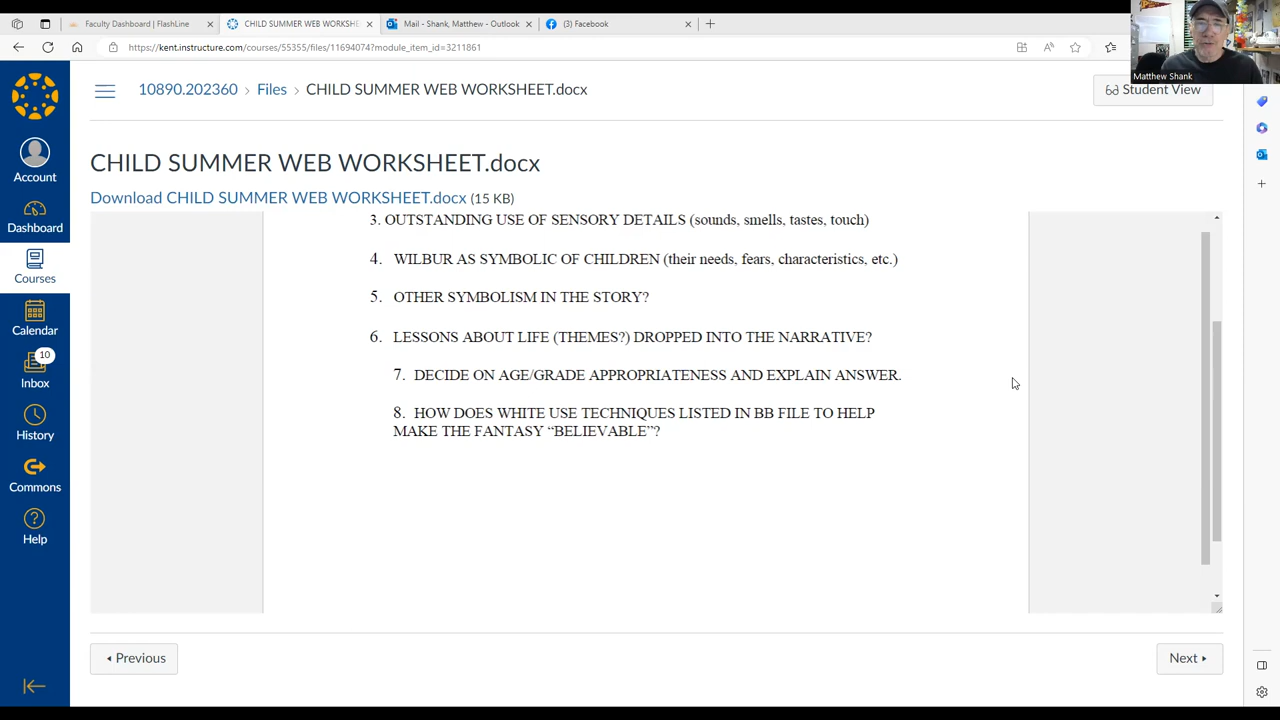 Faculty Dashboard | FlashLine
CHILD SUMMER WEB WORKSHE
Mail - Shank, Matthew - Outlook
(3) Facebook
https://kent.instructure.com/courses/55355/files/11694074?module_item_id=3211861
Matthew Shank
10890.202360 › Files › CHILD SUMMER WEB WORKSHEET.docx
Student View
CHILD SUMMER WEB WORKSHEET.docx
Download CHILD SUMMER WEB WORKSHEET.docx (15 KB)
Account
Dashboard
Courses
Calendar
10
Inbox
History
Commons
Help
3. OUTSTANDING USE OF SENSORY DETAILS (sounds, smells, tastes, touch)
4. WILBUR AS SYMBOLIC OF CHILDREN (their needs, fears, characteristics, etc.)
5. OTHER SYMBOLISM IN THE STORY?
6. LESSONS ABOUT LIFE (THEMES?) DROPPED INTO THE NARRATIVE?
7. DECIDE ON AGE/GRADE APPROPRIATENESS AND EXPLAIN ANSWER.
8. HOW DOES WHITE USE TECHNIQUES LISTED IN BB FILE TO HELP
MAKE THE FANTASY “BELIEVABLE”?
Previous
Next